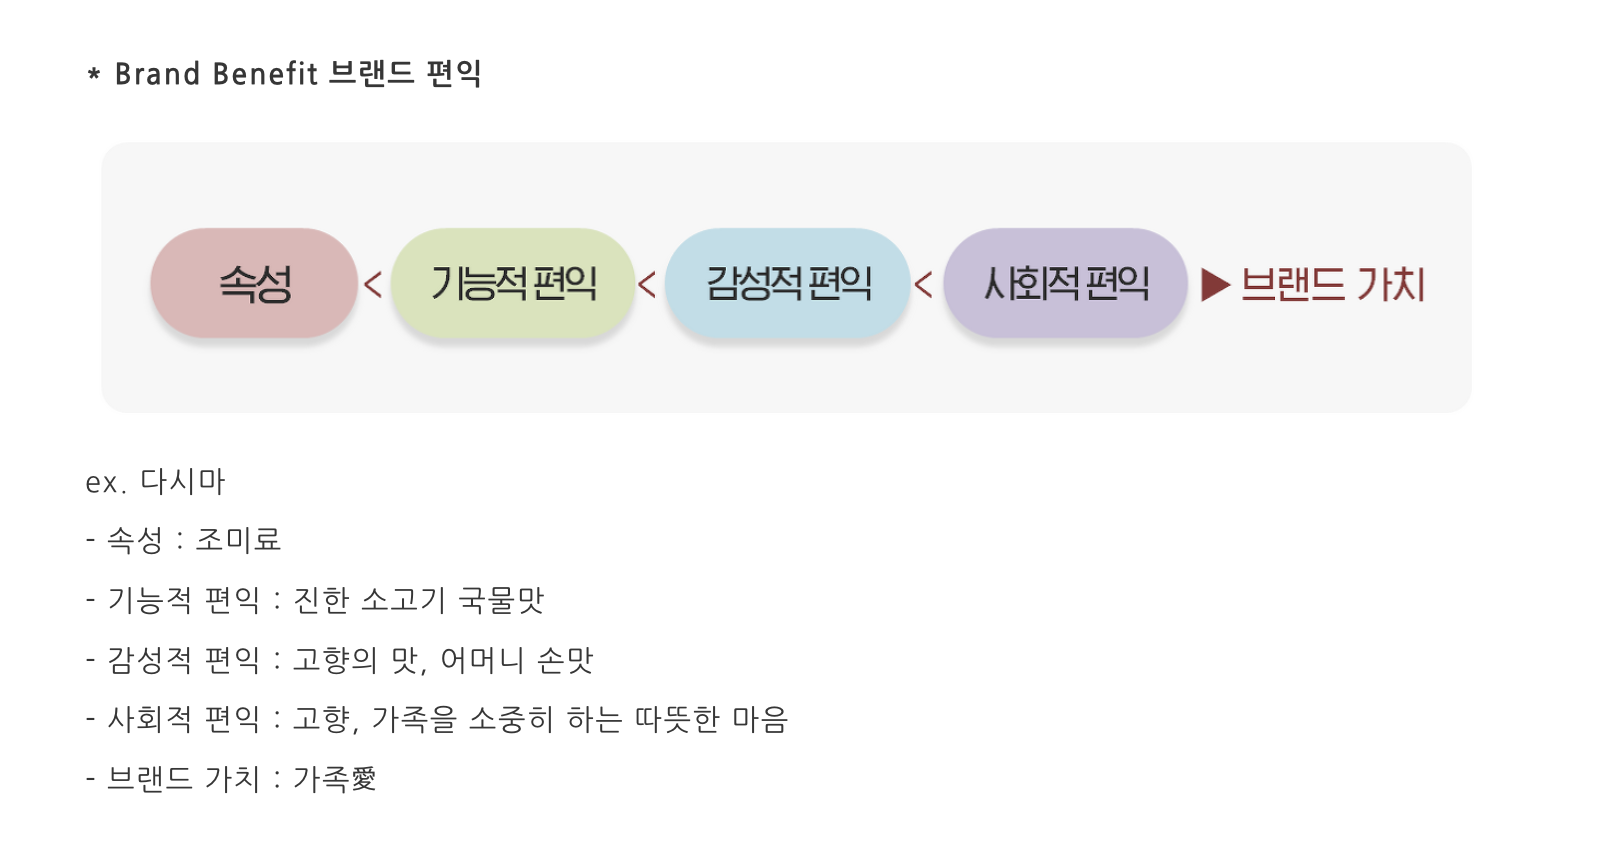 * Brand Benefit 브랜드 편익
속성 < 기능적 편익 < 감성적 편익 < 사회적 편익 ▶ 브랜드 가치
ex. 다시마
- 속성 : 조미료
- 기능적 편익 : 진한 소고기 국물맛
- 감성적 편익 : 고향의 맛, 어머니 손맛
- 사회적 편익 : 고향, 가족을 소중히 하는 따뜻한 마음
- 브랜드 가치 : 가족愛